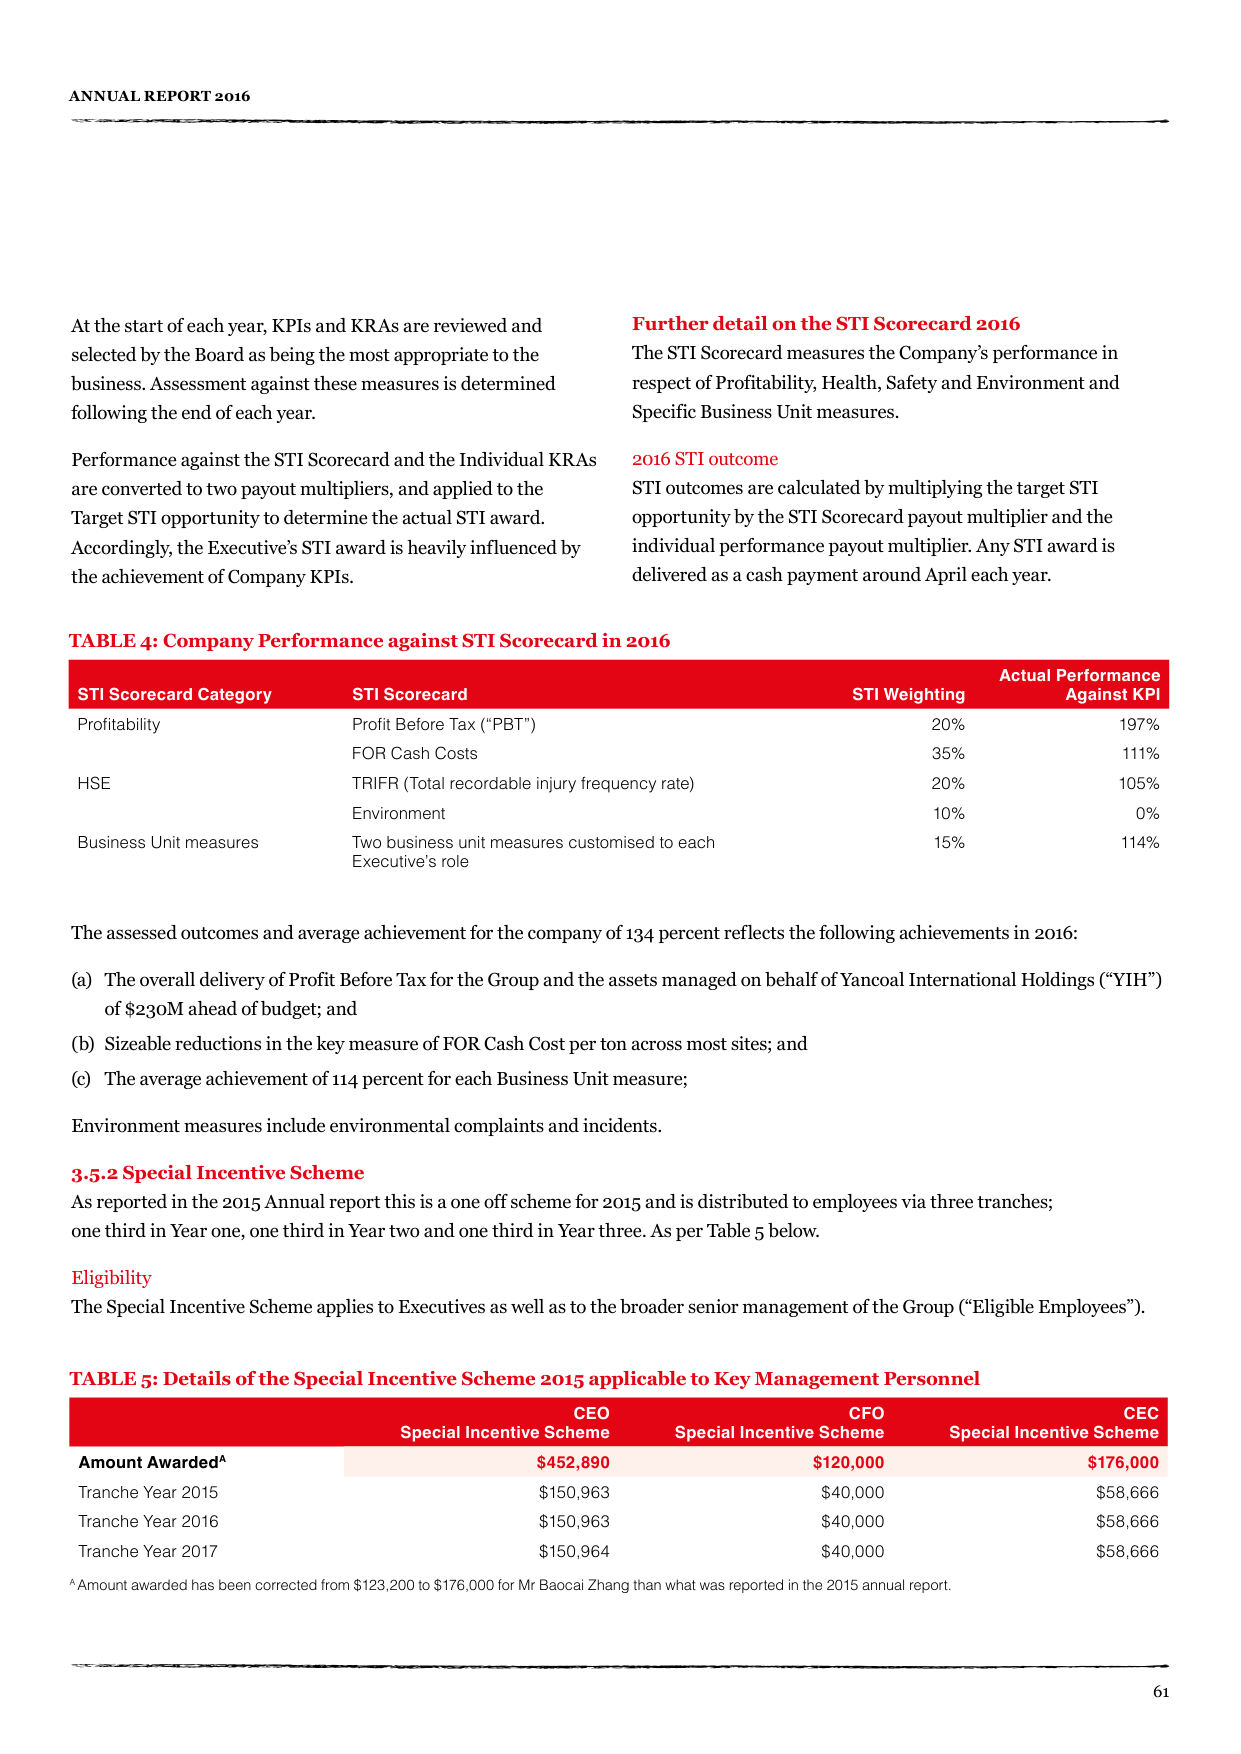 ANNUAL REPORT 2016
At the start of each year, KPIs and KRAs are reviewed and
selected by the Board as being the most appropriate to the
business. Assessment against these measures is determined
following the end of each year.
Performance against the STI Scorecard and the Individual KRAs
are converted to two payout multipliers, and applied to the
Target STI opportunity to determine the actual STI award.
Accordingly, the Executive’s STI award is heavily influenced by
the achievement of Company KPIs.
Further detail on the STI Scorecard 2016
The STI Scorecard measures the Company’s performance in
respect of Profitability, Health, Safety and Environment and
Specific Business Unit measures.
2016 STI outcome
STI outcomes are calculated by multiplying the target STI
opportunity by the STI Scorecard payout multiplier and the
individual performance payout multiplier. Any STI award is
delivered as a cash payment around April each year.
TABLE 4: Company Performance against STI Scorecard in 2016
STI Scorecard Category STI Scorecard STI Weighting Actual Performance
Against KPI
Profitability Profit Before Tax (“PBT”) 20% 197%
FOR Cash Costs 35% 111%
HSE TRIFR (Total recordable injury frequency rate) 20% 105%
Environment 10% 0%
Business Unit measures Two business unit measures customised to each 15% 114%
Executive’s role
The assessed outcomes and average achievement for the company of 134 percent reflects the following achievements in 2016:
(a) The overall delivery of Profit Before Tax for the Group and the assets managed on behalf of Yancoal International Holdings (“YIH”)
of $230M ahead of budget; and
(b) Sizeable reductions in the key measure of FOR Cash Cost per ton across most sites; and
(c) The average achievement of 114 percent for each Business Unit measure;
Environment measures include environmental complaints and incidents.
3.5.2 Special Incentive Scheme
As reported in the 2015 Annual report this is a one off scheme for 2015 and is distributed to employees via three tranches;
one third in Year one, one third in Year two and one third in Year three. As per Table 5 below.
Eligibility
The Special Incentive Scheme applies to Executives as well as to the broader senior management of the Group (“Eligible Employees”).
TABLE 5: Details of the Special Incentive Scheme 2015 applicable to Key Management Personnel
CEO CFO CEC
Special Incentive Scheme Special Incentive Scheme Special Incentive Scheme
Amount AwardedA $452,890 $120,000 $176,000
Tranche Year 2015 $150,963 $40,000 $58,666
Tranche Year 2016 $150,963 $40,000 $58,666
Tranche Year 2017 $150,964 $40,000 $58,666
A Amount awarded has been corrected from $123,200 to $176,000 for Mr Baocai Zhang than what was reported in the 2015 annual report.
61